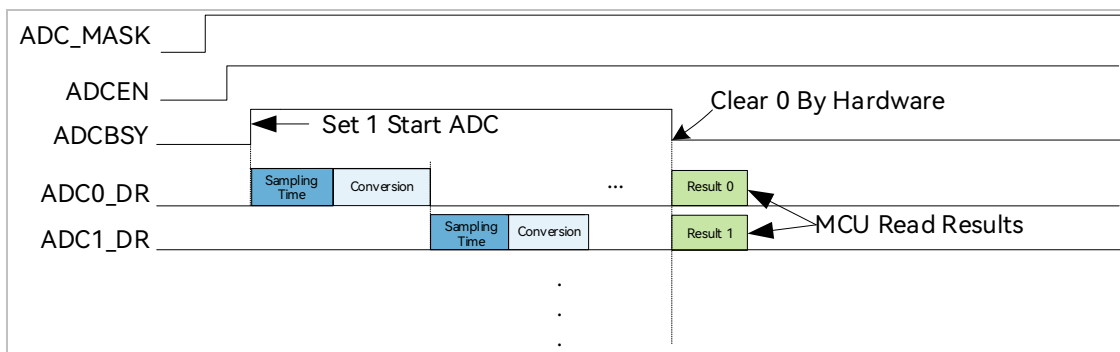 ADC_MASK
ADCEN
Clear 0 By Hardware
ADCBSY
Set 1 Start ADC
ADC0_DR
Sampling
Time
Conversion
...
Result 0
MCU Read Results
ADC1_DR
Sampling
Time
Conversion
Result 1
.
.
.